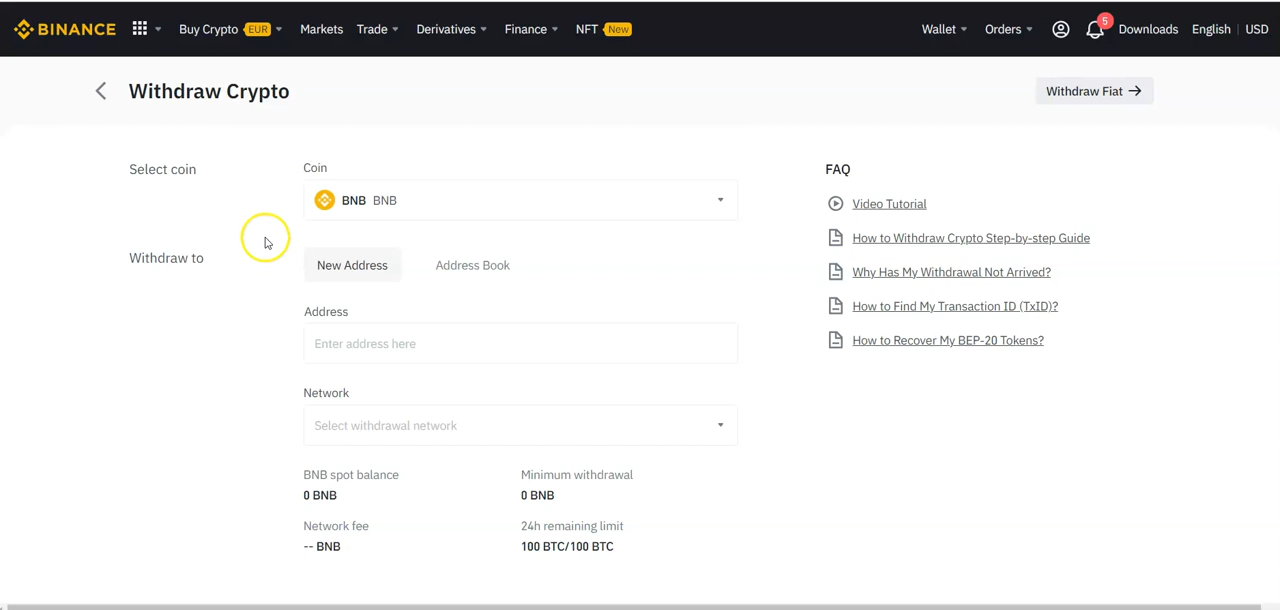 BINANCE Buy Crypto EUR Markets Trade Derivatives Finance NFT New Wallet Orders 5 Downloads English USD
Withdraw Crypto Withdraw Fiat →
Select coin
Coin
BNB BNB
Withdraw to
New Address Address Book
Address
Enter address here
Network
Select withdrawal network
BNB spot balance Minimum withdrawal
0 BNB 0 BNB
Network fee 24h remaining limit
-- BNB 100 BTC/100 BTC
FAQ
Video Tutorial
How to Withdraw Crypto Step-by-step Guide
Why Has My Withdrawal Not Arrived?
How to Find My Transaction ID (TxID)?
How to Recover My BEP-20 Tokens?